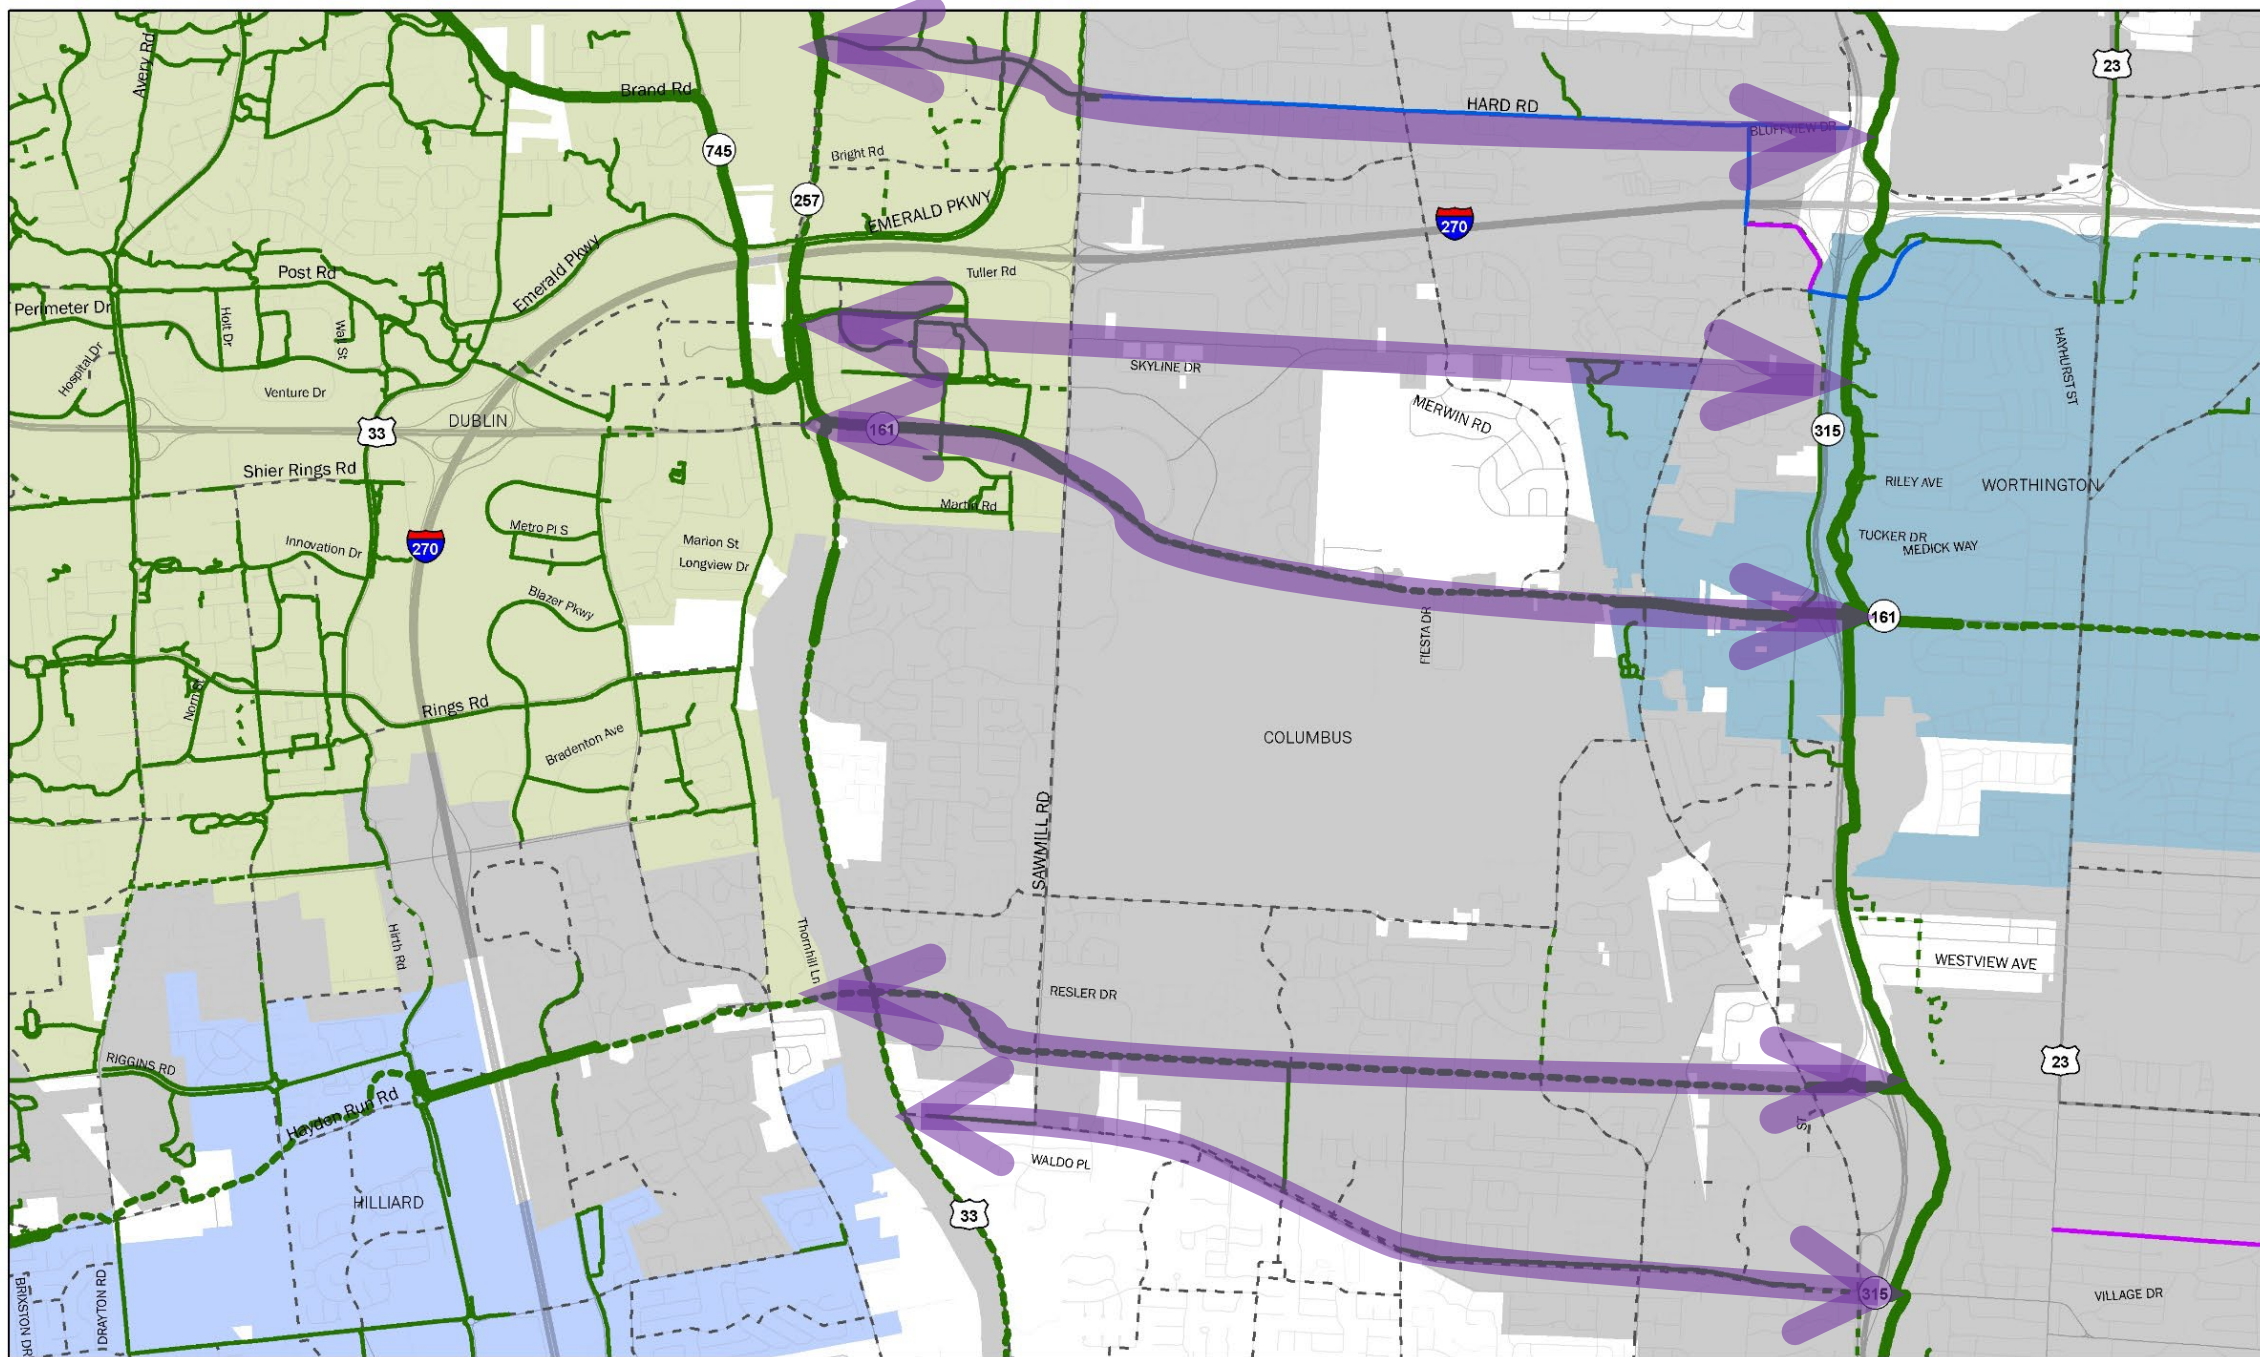 Avery Rd
23
Brand Rd
HARD RD
BLUFFVIEW DR
745
Bright Rd
257
EMERALD PKWY
270
Emerald Pkwy
Post Rd
Tuller Rd
Perimeter Dr
Holt Dr
Wall St
Hospital Dr
SKYLINE DR
HAYHURST ST
Venture Dr
MERWIN RD
DUBLIN
33
161
315
Shier Rings Rd
RILEY AVE
WORTHINGTON
Martin Rd
Metro Pl S
270
Innovation Dr
Marion St
Longview Dr
TUCKER DR
MEDICK WAY
Blazer Pkwy
FIESTA DR
161
Norn St
Rings Rd
Bradenton Ave
COLUMBUS
SAWMILL RD
Hirth Rd
Thornhill Ln
RESLER DR
WESTVIEW AVE
RIGGINS RD
23
Hayden Run Rd
ST
WALDO PL
HILLIARD
33
BRIXSTON DR
DRAYTON RD
315
VILLAGE DR